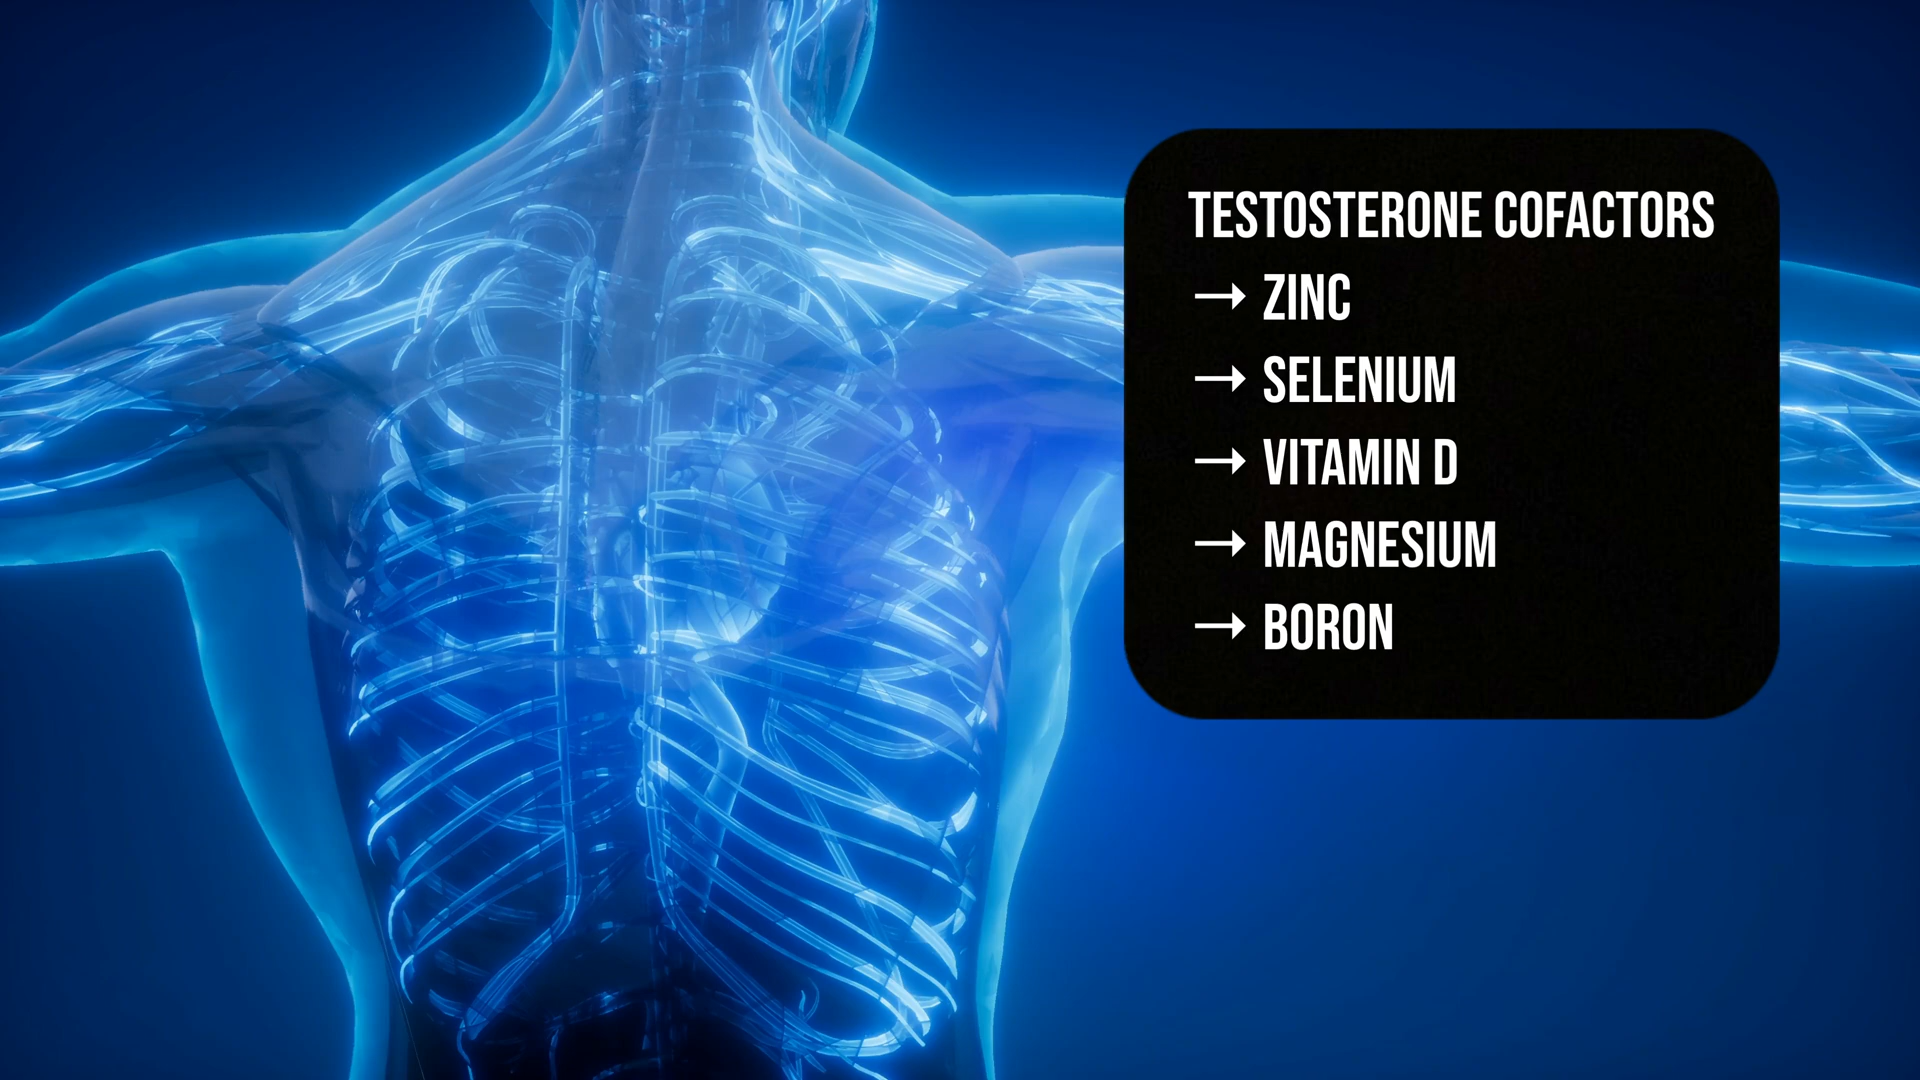 TESTOSTERONE COFACTORS
→ ZINC
→ SELENIUM
→ VITAMIN D
→ MAGNESIUM
→ BORON